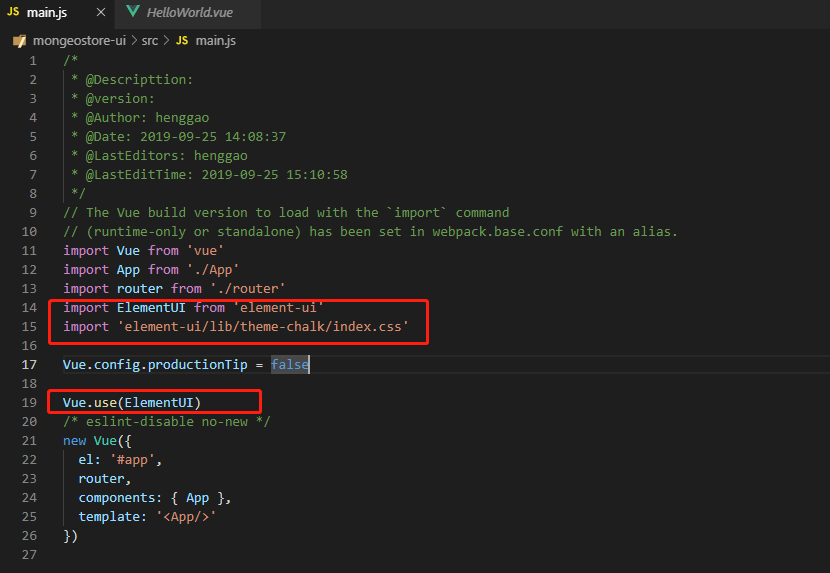 JS main.js × HelloWorld.vue
mongeostore-ui > src > JS main.js
1 /*
2 * @Descripttion:
3 * @version:
4 * @Author: henggao
5 * @Date: 2019-09-25 14:08:37
6 * @LastEditors: henggao
7 * @LastEditTime: 2019-09-25 15:10:58
8 */
9 // The Vue build version to load with the `import` command
10 // (runtime-only or standalone) has been set in webpack.base.conf with an alias.
11 import Vue from 'vue'
12 import App from './App'
13 import router from './router'
14 import ElementUI from 'element-ui'
15 import 'element-ui/lib/theme-chalk/index.css'
16
17 Vue.config.productionTip = false
18
19 Vue.use(ElementUI)
20 /* eslint-disable no-new */
21 new Vue({
22 el: '#app',
23 router,
24 components: { App },
25 template: '<App/>'
26 })
27